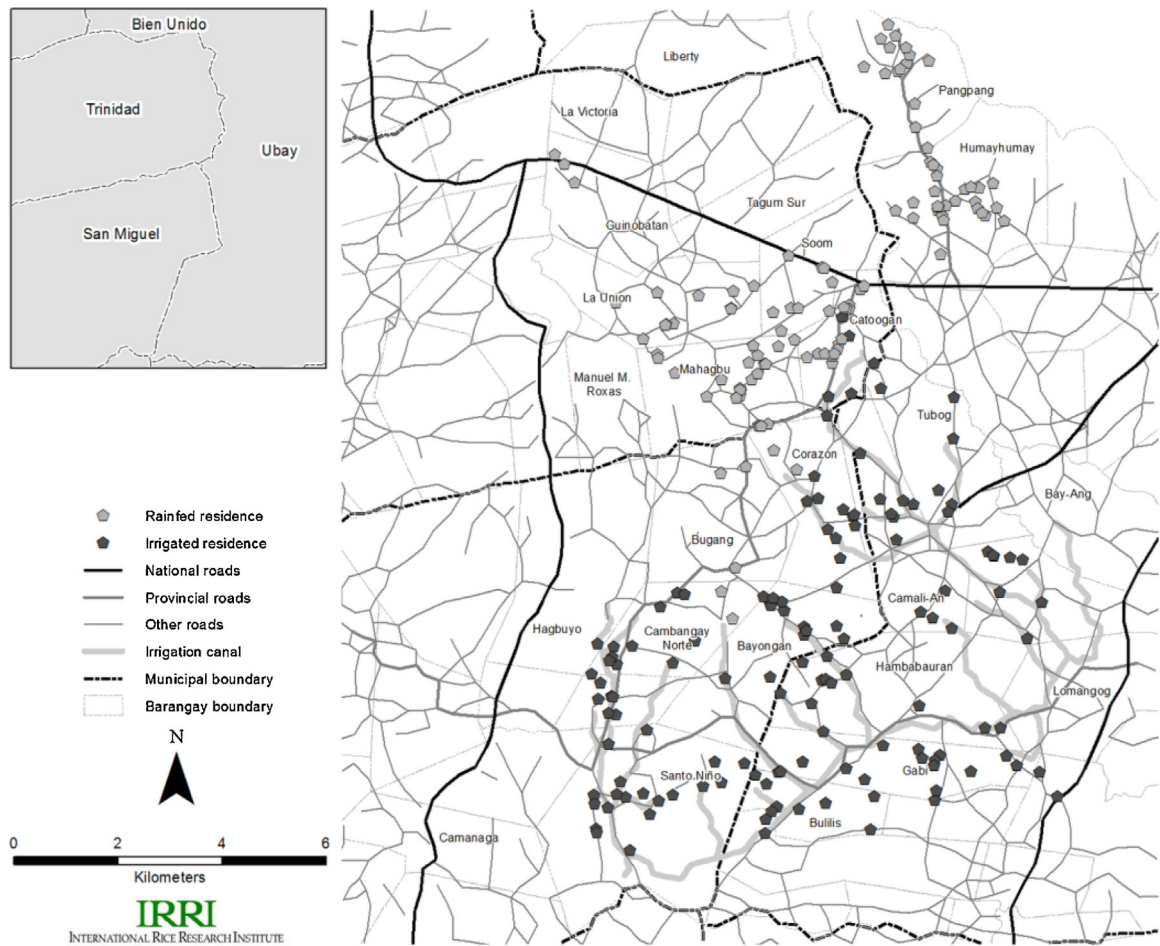 Bien Unido
Trinidad
Ubay
San Miguel
Rainfed residence
Irrigated residence
National roads
Provincial roads
Other roads
Irrigation canal
Municipal boundary
Barangay boundary
N
0 2 4 6
Kilometers
IRRI
INTERNATIONAL RICE RESEARCH INSTITUTE
Liberty
Pangpang
La Victoria
Humayhumay
Tagum Sur
Guinobatan
Soom
La Union
Catoogan
Mahagbu
Manuel M.
Roxas
Tubog
Corazon
Bay-Ang
Bugang
Camali-An
Hagbuyo
Cambangay
Norte
Bayongan
Hambabauran
Lomangog
Santo Niño
Gabi
Bulilis
Camanaga